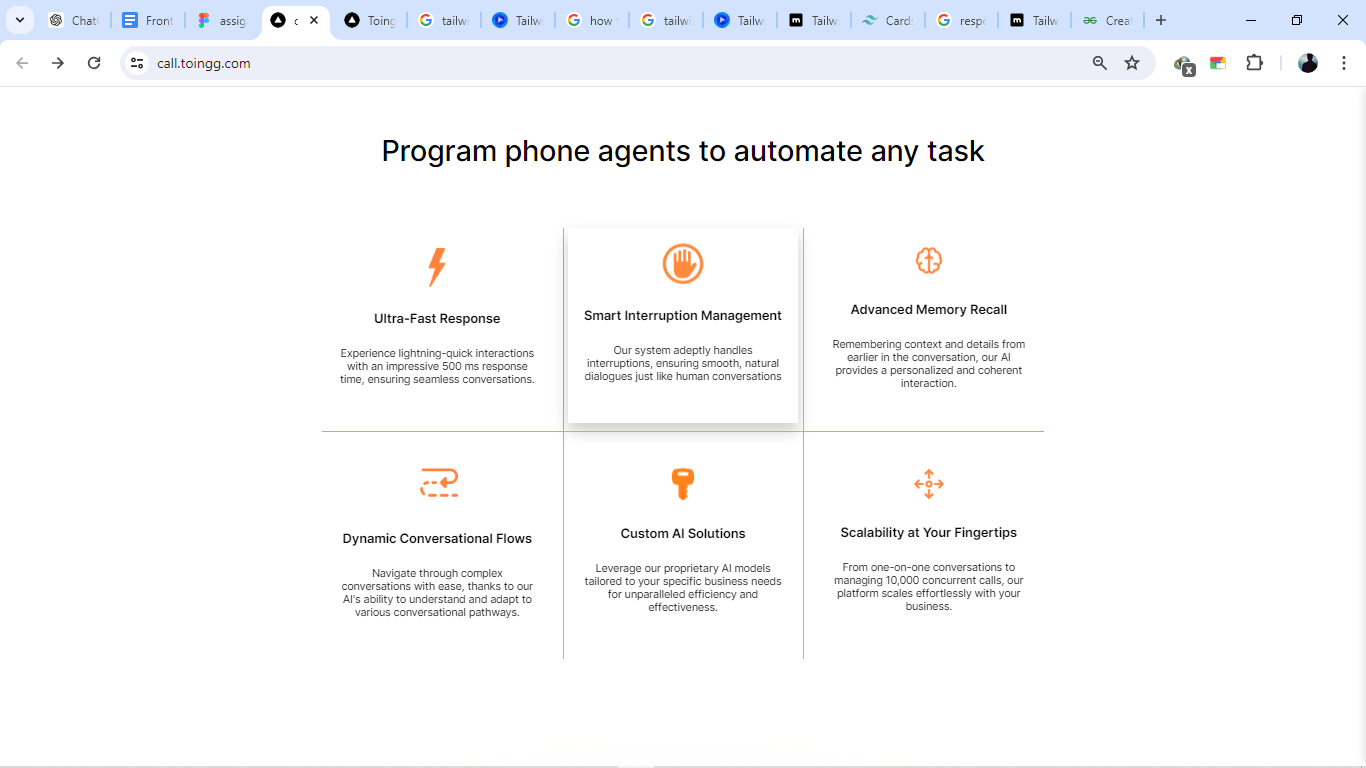 Chat
Front
assig
c
Toing
tailwi
Tailw
how
tailwi
Tailwi
Tailw
Cards
respo
Tailw
Creat
call.toingg.com
x
Program phone agents to automate any task
Ultra-Fast Response
Experience lightning-quick interactions
with an impressive 500 ms response
time, ensuring seamless conversations.
Smart Interruption Management
Our system adeptly handles
interruptions, ensuring smooth, natural
dialogues just like human conversations
Advanced Memory Recall
Remembering context and details from
earlier in the conversation, our AI
provides a personalized and coherent
interaction.
Dynamic Conversational Flows
Navigate through complex
conversations with ease, thanks to our
AI's ability to understand and adapt to
various conversational pathways.
Custom AI Solutions
Leverage our proprietary AI models
tailored to your specific business needs
for unparalleled efficiency and
effectiveness.
Scalability at Your Fingertips
From one-on-one conversations to
managing 10,000 concurrent calls, our
platform scales effortlessly with your
business.